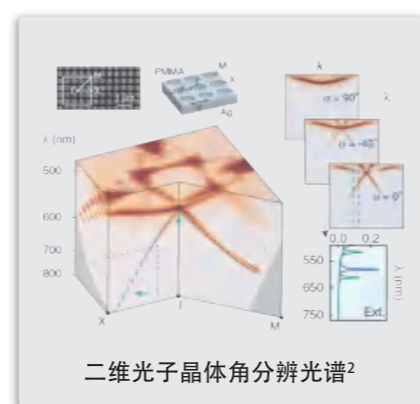 PMMA
M
X
Ag
k
λ
α = 90°
α = 45°
α = 0°
λ (nm)
500
600
700
800
X
Γ
M
0.0 0.2
550
650
750
λ
Ext.
二维光子晶体角分辨光谱²